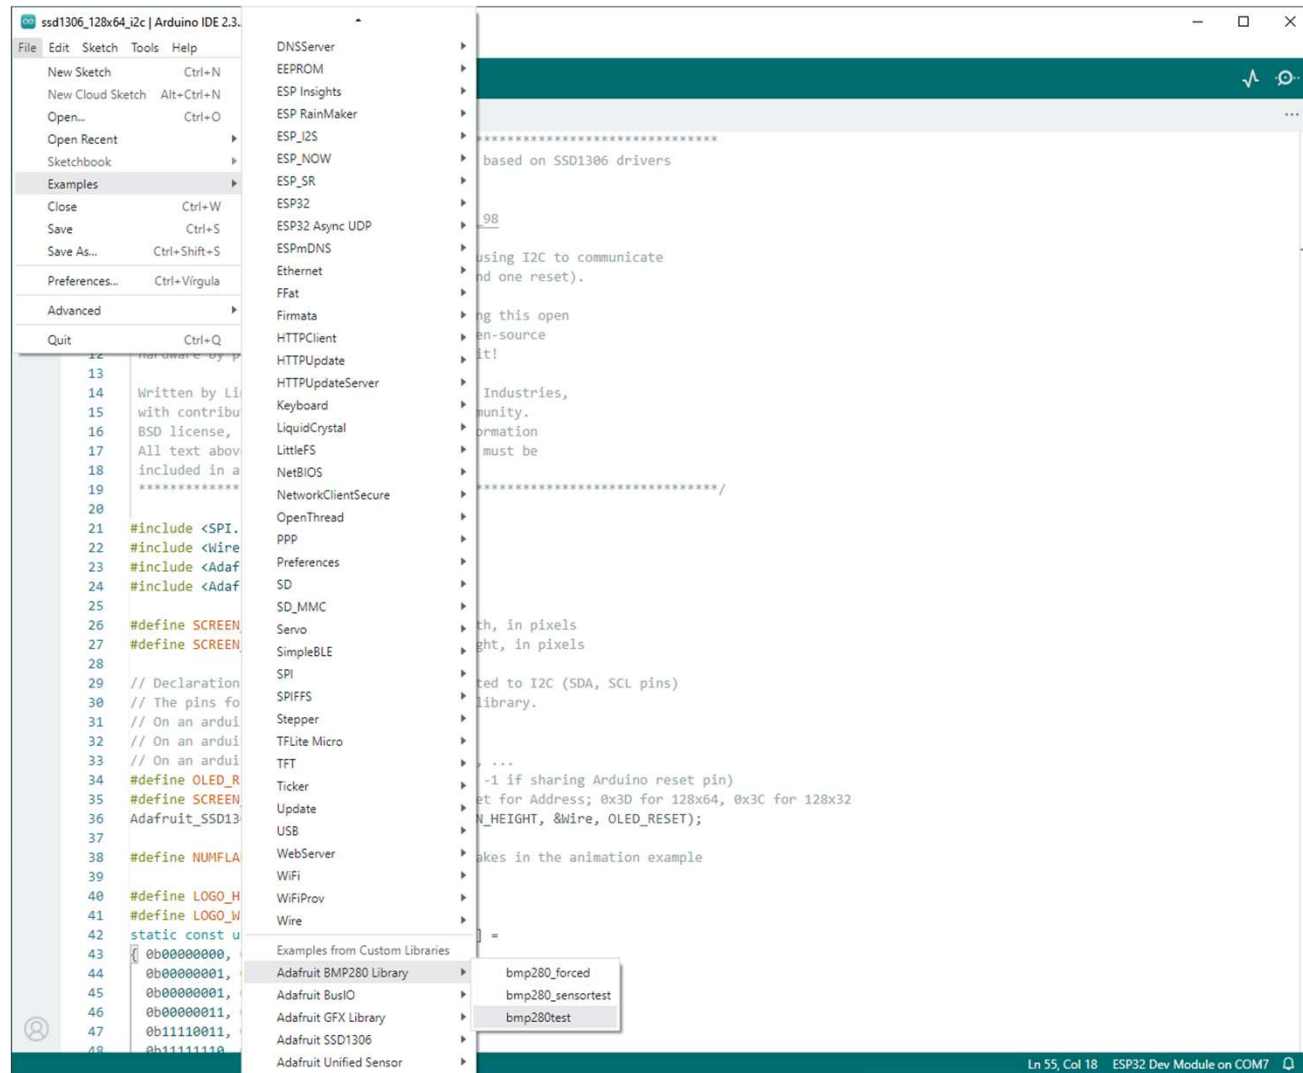 ssd1306_128x64_i2c | Arduino IDE 2.3..
File Edit Sketch Tools Help
New Sketch Ctrl+N
New Cloud Sketch Alt+Ctrl+N
Open... Ctrl+O
Open Recent
Sketchbook
Examples
Close Ctrl+W
Save Ctrl+S
Save As... Ctrl+Shift+S
Preferences... Ctrl+Vírgula
Advanced
Quit Ctrl+Q
DNSServer
EEPROM
ESP Insights
ESP RainMaker
ESP_I2S
ESP_NOW
ESP_SR
ESP32
ESP32 Async UDP
ESPmDNS
Ethernet
FFat
Firmata
HTTPClient
HTTPUpdate
HTTPUpdateServer
Keyboard
LiquidCrystal
LittleFS
NetBIOS
NetworkClientSecure
OpenThread
PPP
Preferences
SD
SD_MMC
Servo
SimpleBLE
SPI
SPIFFS
Stepper
TFLite Micro
TFT
Ticker
Update
USB
WebServer
WiFi
WiFiProv
Wire
Examples from Custom Libraries
Adafruit BMP280 Library
Adafruit BusIO
Adafruit GFX Library
Adafruit SSD1306
Adafruit Unified Sensor
bmp280_forced
bmp280_sensortest
bmp280test
*******************************
based on SSD1306 drivers
_98
using I2C to communicate
nd one reset).
ng this open
en-source
12 hardware by p it!
13
14 Written by Li Industries,
15 with contribu munity.
16 BSD license, ormation
17 All text abov must be
18 included in a
19 ************* *******************************/
20
21 #include <SPI.
22 #include <Wire
23 #include <Adaf
24 #include <Adaf
25
26 #define SCREEN_ th, in pixels
27 #define SCREEN_ ght, in pixels
28
29 // Declaration ted to I2C (SDA, SCL pins)
30 // The pins fo library.
31 // On an ardui
32 // On an ardui
33 // On an ardui , ...
34 #define OLED_R -1 if sharing Arduino reset pin)
35 #define SCREEN_ et for Address; 0x3D for 128x64, 0x3C for 128x32
36 Adafruit_SSD13 N_HEIGHT, &Wire, OLED_RESET);
37
38 #define NUMFLA akes in the animation example
39
40 #define LOGO_H
41 #define LOGO_W
42 static const u ] =
43 { 0b00000000,
44 0b00000001,
45 0b00000001,
46 0b00000011,
47 0b11110011,
48 0b11111110,
Ln 55, Col 18 ESP32 Dev Module on COM7